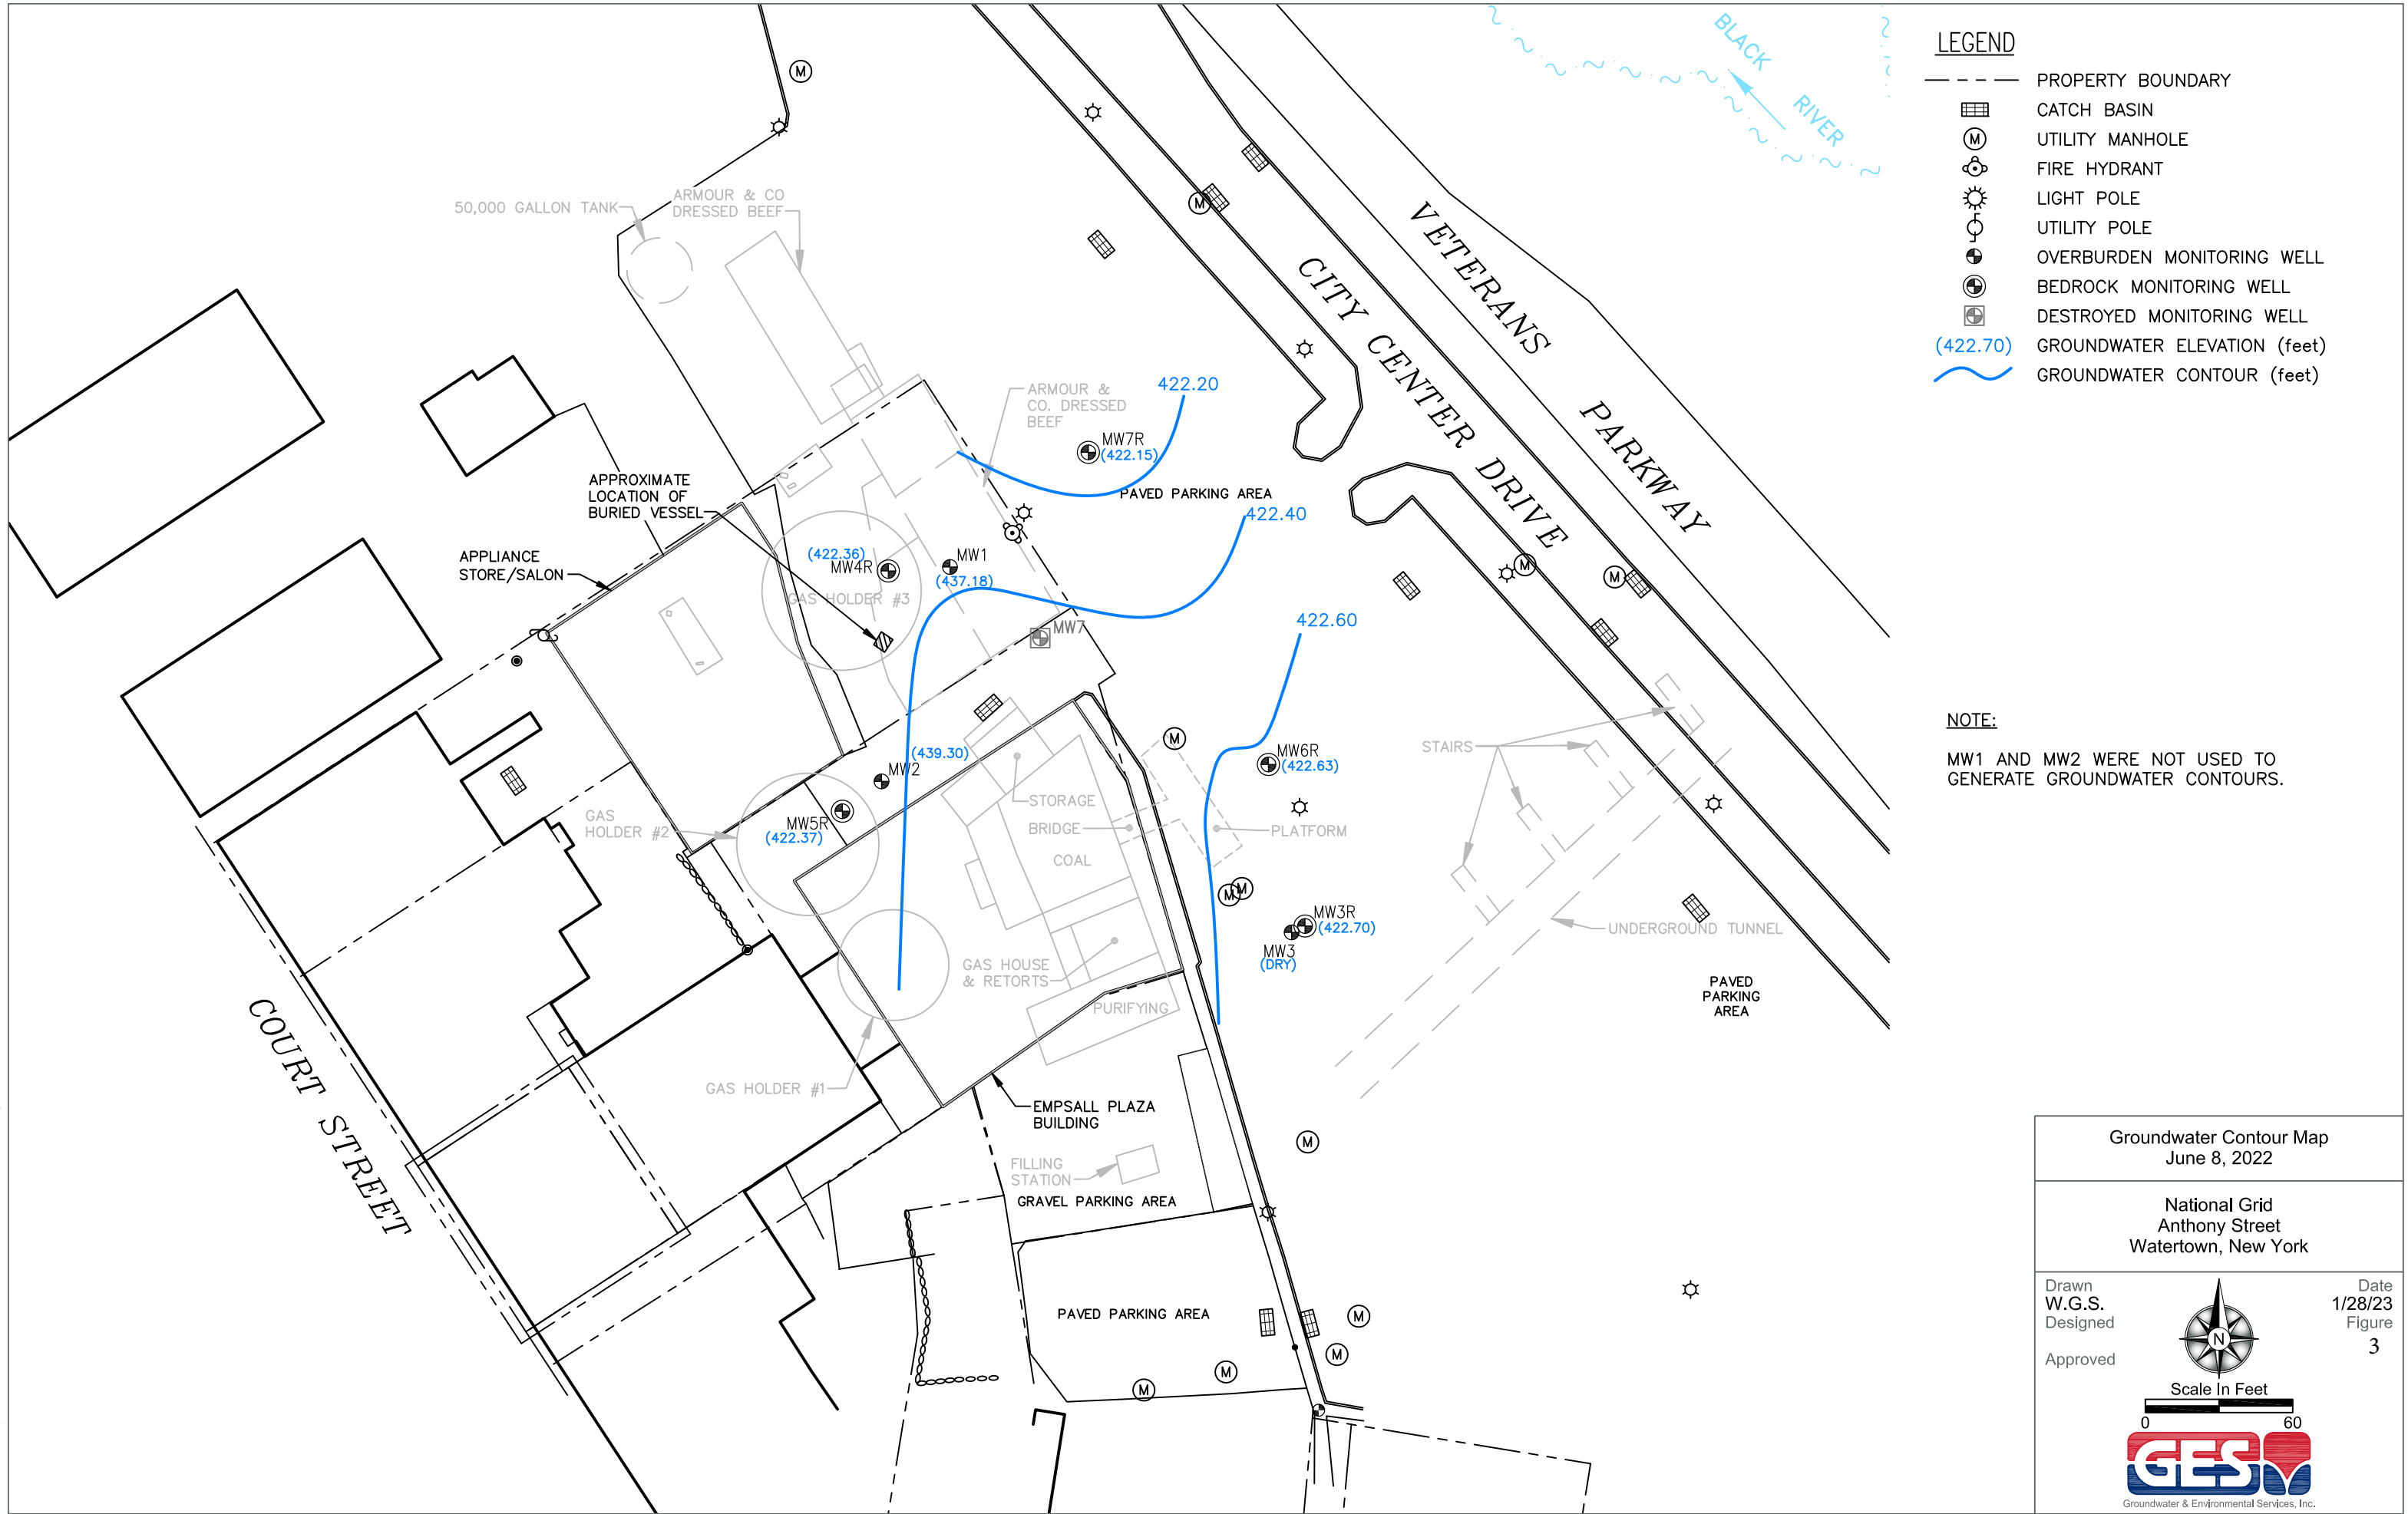 BLACK
RIVER
LEGEND
PROPERTY BOUNDARY
CATCH BASIN
M
UTILITY MANHOLE
FIRE HYDRANT
LIGHT POLE
UTILITY POLE
OVERBURDEN MONITORING WELL
BEDROCK MONITORING WELL
DESTROYED MONITORING WELL
(422.70) GROUNDWATER ELEVATION (feet)
GROUNDWATER CONTOUR (feet)
M
M
50,000 GALLON TANK
ARMOUR & CO
DRESSED BEEF
VETERANS PARKWAY
CITY CENTER DRIVE
ARMOUR &
CO. DRESSED
BEEF
422.20
MW7R
(422.15)
PAVED PARKING AREA
422.40
APPROXIMATE
LOCATION OF
BURIED VESSEL
APPLIANCE
STORE/SALON
(422.36)
MW4R
MW1
(437.18)
GAS HOLDER #3
M
M
422.60
MW7
NOTE:
MW1 AND MW2 WERE NOT USED TO
GENERATE GROUNDWATER CONTOURS.
M
(439.30)
MW2
MW6R
(422.63)
STAIRS
GAS
HOLDER #2
MW5R
(422.37)
STORAGE
BRIDGE
PLATFORM
COAL
M
M
MW3R
(422.70)
MW3
(DRY)
UNDERGROUND TUNNEL
GAS HOUSE
& RETORTS
PURIFYING
PAVED
PARKING
AREA
COURT STREET
GAS HOLDER #1
EMPSALL PLAZA
BUILDING
M
FILLING
STATION
GRAVEL PARKING AREA
PAVED PARKING AREA
M
M
M
M
Groundwater Contour Map
June 8, 2022
National Grid
Anthony Street
Watertown, New York
Drawn
W.G.S.
Designed
Approved
Date
1/28/23
Figure
3
N
Scale In Feet
0 60
GES
Groundwater & Environmental Services, Inc.